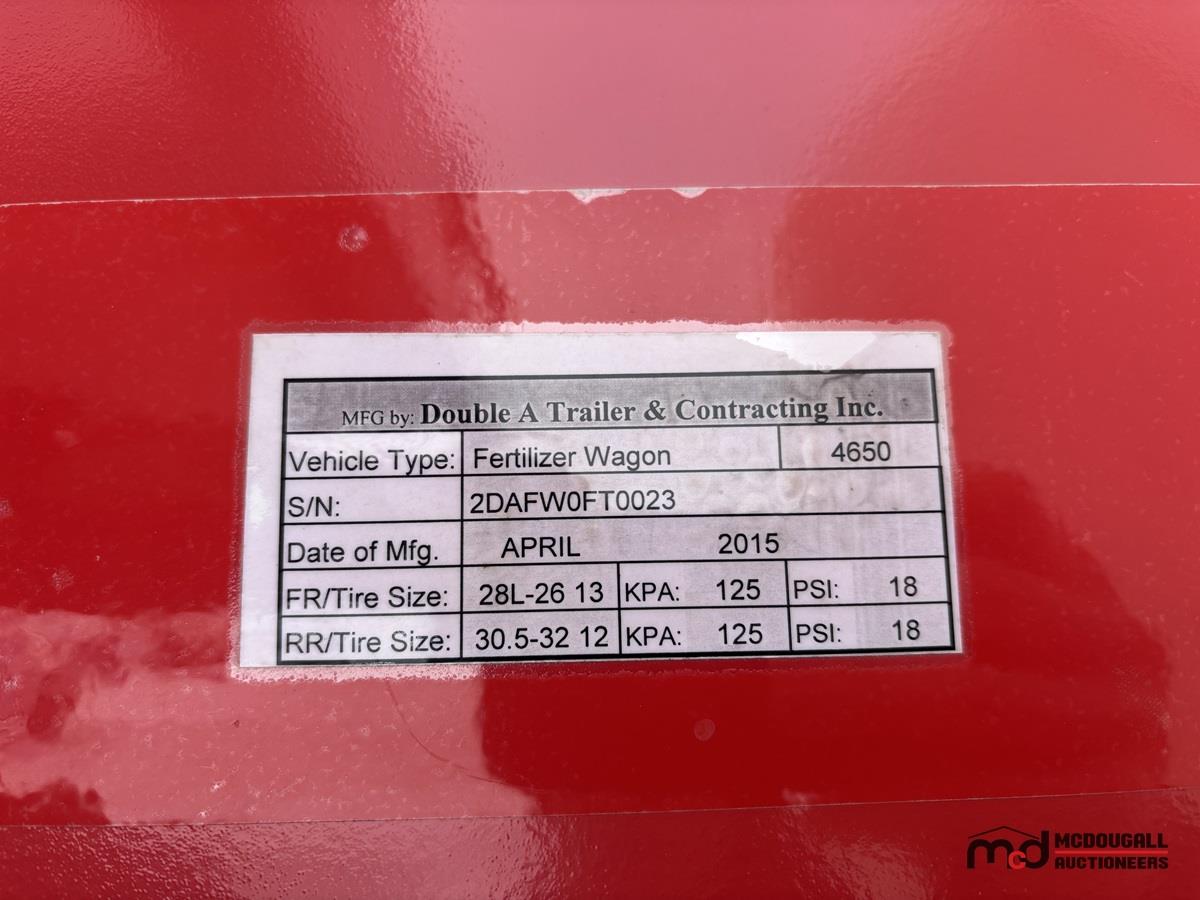 MFG by: Double A Trailer & Contracting Inc.
Vehicle Type: Fertilizer Wagon 4650
S/N: 2DAFW0FT0023
Date of Mfg. APRIL 2015
FR/Tire Size: 28L-26 13 KPA: 125 PSI: 18
RR/Tire Size: 30.5-32 12 KPA: 125 PSI: 18
mcd MCDOUGALL
AUCTIONEERS